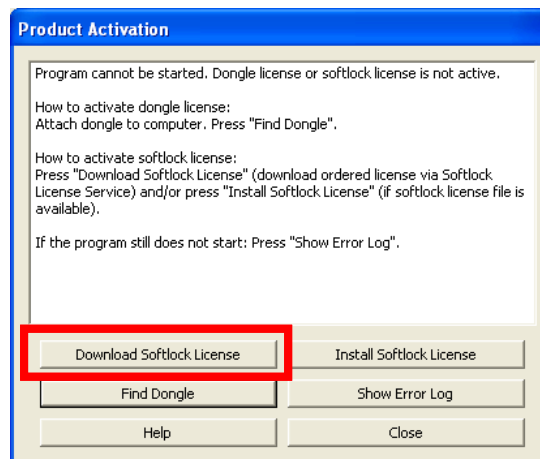 Product Activation
Program cannot be started. Dongle license or softlock license is not active.
How to activate dongle license:
Attach dongle to computer. Press "Find Dongle".
How to activate softlock license:
Press "Download Softlock License" (download ordered license via Softlock
License Service) and/or press "Install Softlock License" (if softlock license file is
available).
If the program still does not start: Press "Show Error Log".
Download Softlock License
Install Softlock License
Find Dongle
Show Error Log
Help
Close